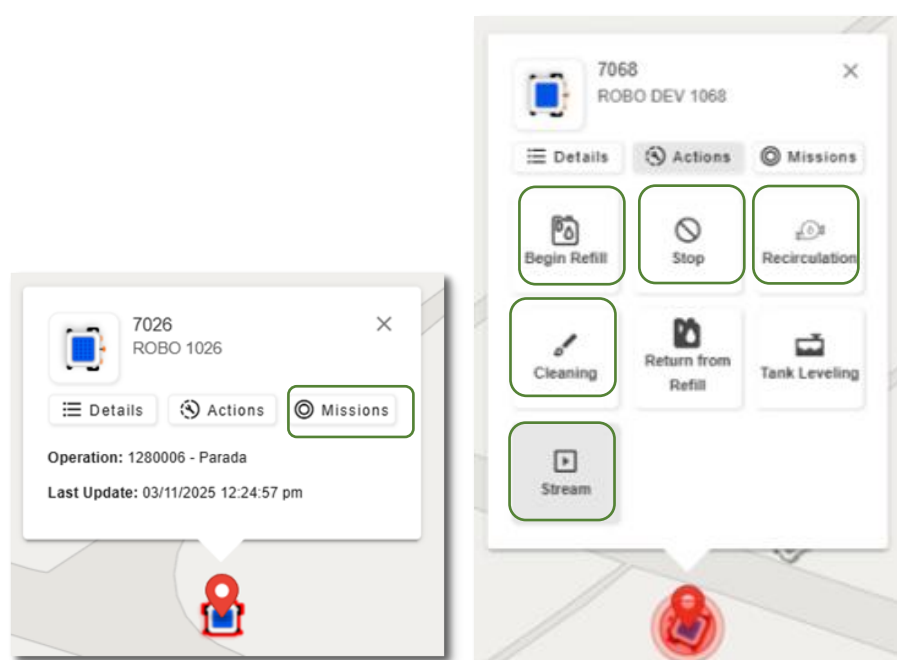 7026
ROBO 1026
Details
Actions
Missions
Operation: 1280006 - Parada
Last Update: 03/11/2025 12:24:57 pm
7068
ROBO DEV 1068
Details
Actions
Missions
Begin Refill
Stop
Recirculation
Cleaning
Return from
Refill
Tank Leveling
Stream